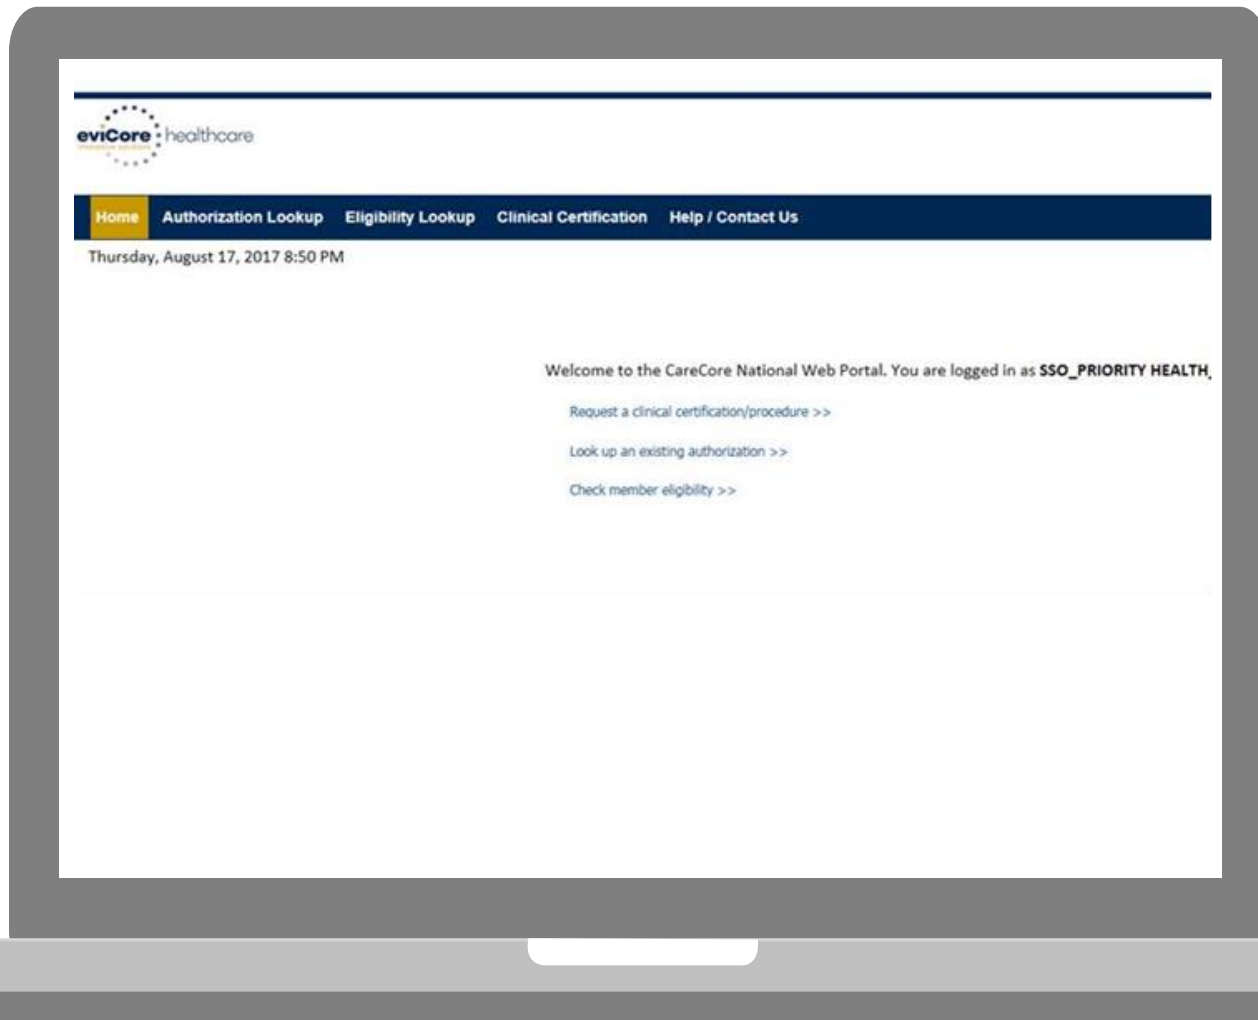 eviCore healthcare
Home Authorization Lookup Eligibility Lookup Clinical Certification Help / Contact Us
Thursday, August 17, 2017 8:50 PM
Welcome to the CareCore National Web Portal. You are logged in as SSO_PRIORITY HEALTH_
Request a clinical certification/procedure >>
Look up an existing authorization >>
Check member eligibility >>